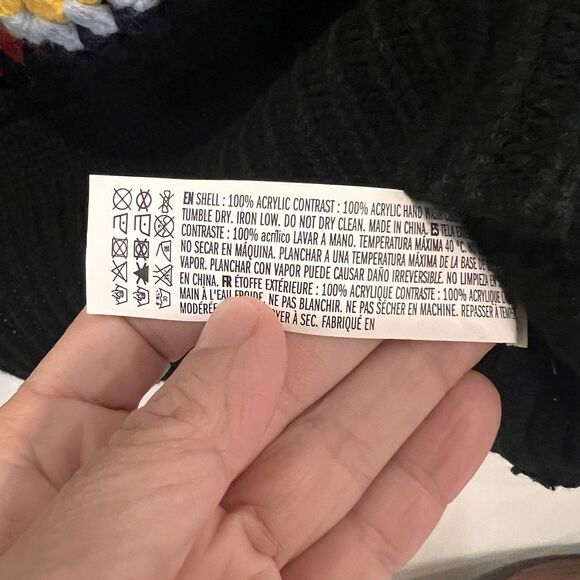 EN SHELL : 100% ACRYLIC CONTRAST : 100% ACRYLIC HAND WASH
TUMBLE DRY. IRON LOW. DO NOT DRY CLEAN. MADE IN CHINA. ES TELA
CONTRASTE : 100% acrílico LAVAR A MANO. TEMPERATURA MÁXIMA 40 °C.
NO SECAR EN MÁQUINA. PLANCHAR A UNA TEMPERATURA MÁXIMA DE LA BASE DE
VAPOR. PLANCHAR CON VAPOR PUEDE CAUSAR DAÑO IRREVERSIBLE. NO LIMPIEZA
EN CHINA. FR ÉTOFFE EXTÉRIEURE : 100% ACRYLIQUE CONTRASTE : 100% ACRYLIQUE
MAIN À L'EAU FROIDE. NE PAS BLANCHIR. NE PAS SÉCHER EN MACHINE. REPASSER À
MODÉRÉE À SEC. FABRIQUÉ EN